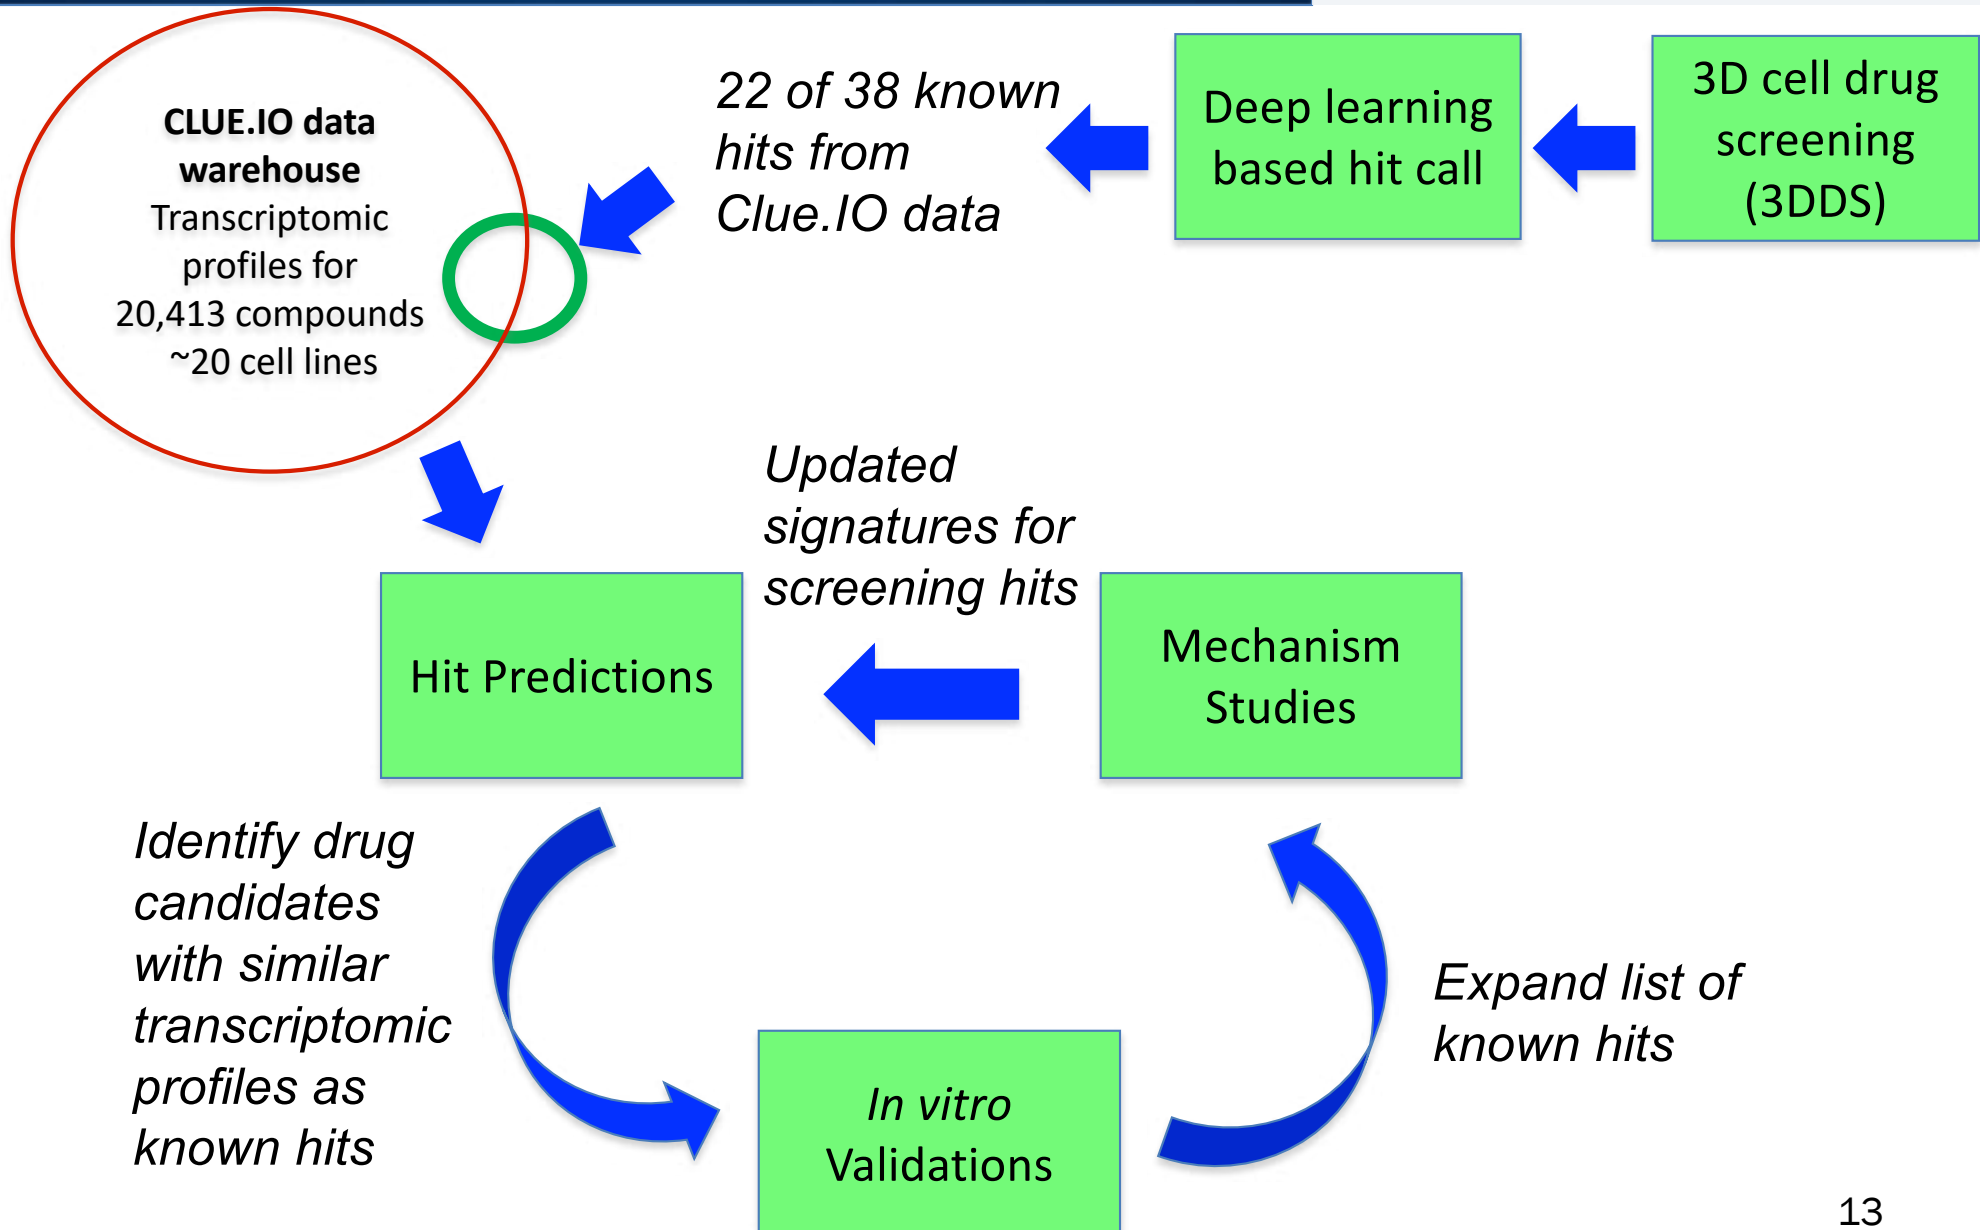 CLUE.IO data
warehouse
Transcriptomic
profiles for
20,413 compounds
~20 cell lines
22 of 38 known
hits from
Clue.IO data
Deep learning
based hit call
3D cell drug
screening
(3DDS)
Updated
signatures for
screening hits
Hit Predictions
Mechanism
Studies
Identify drug
candidates
with similar
transcriptomic
profiles as
known hits
In vitro
Validations
Expand list of
known hits
13